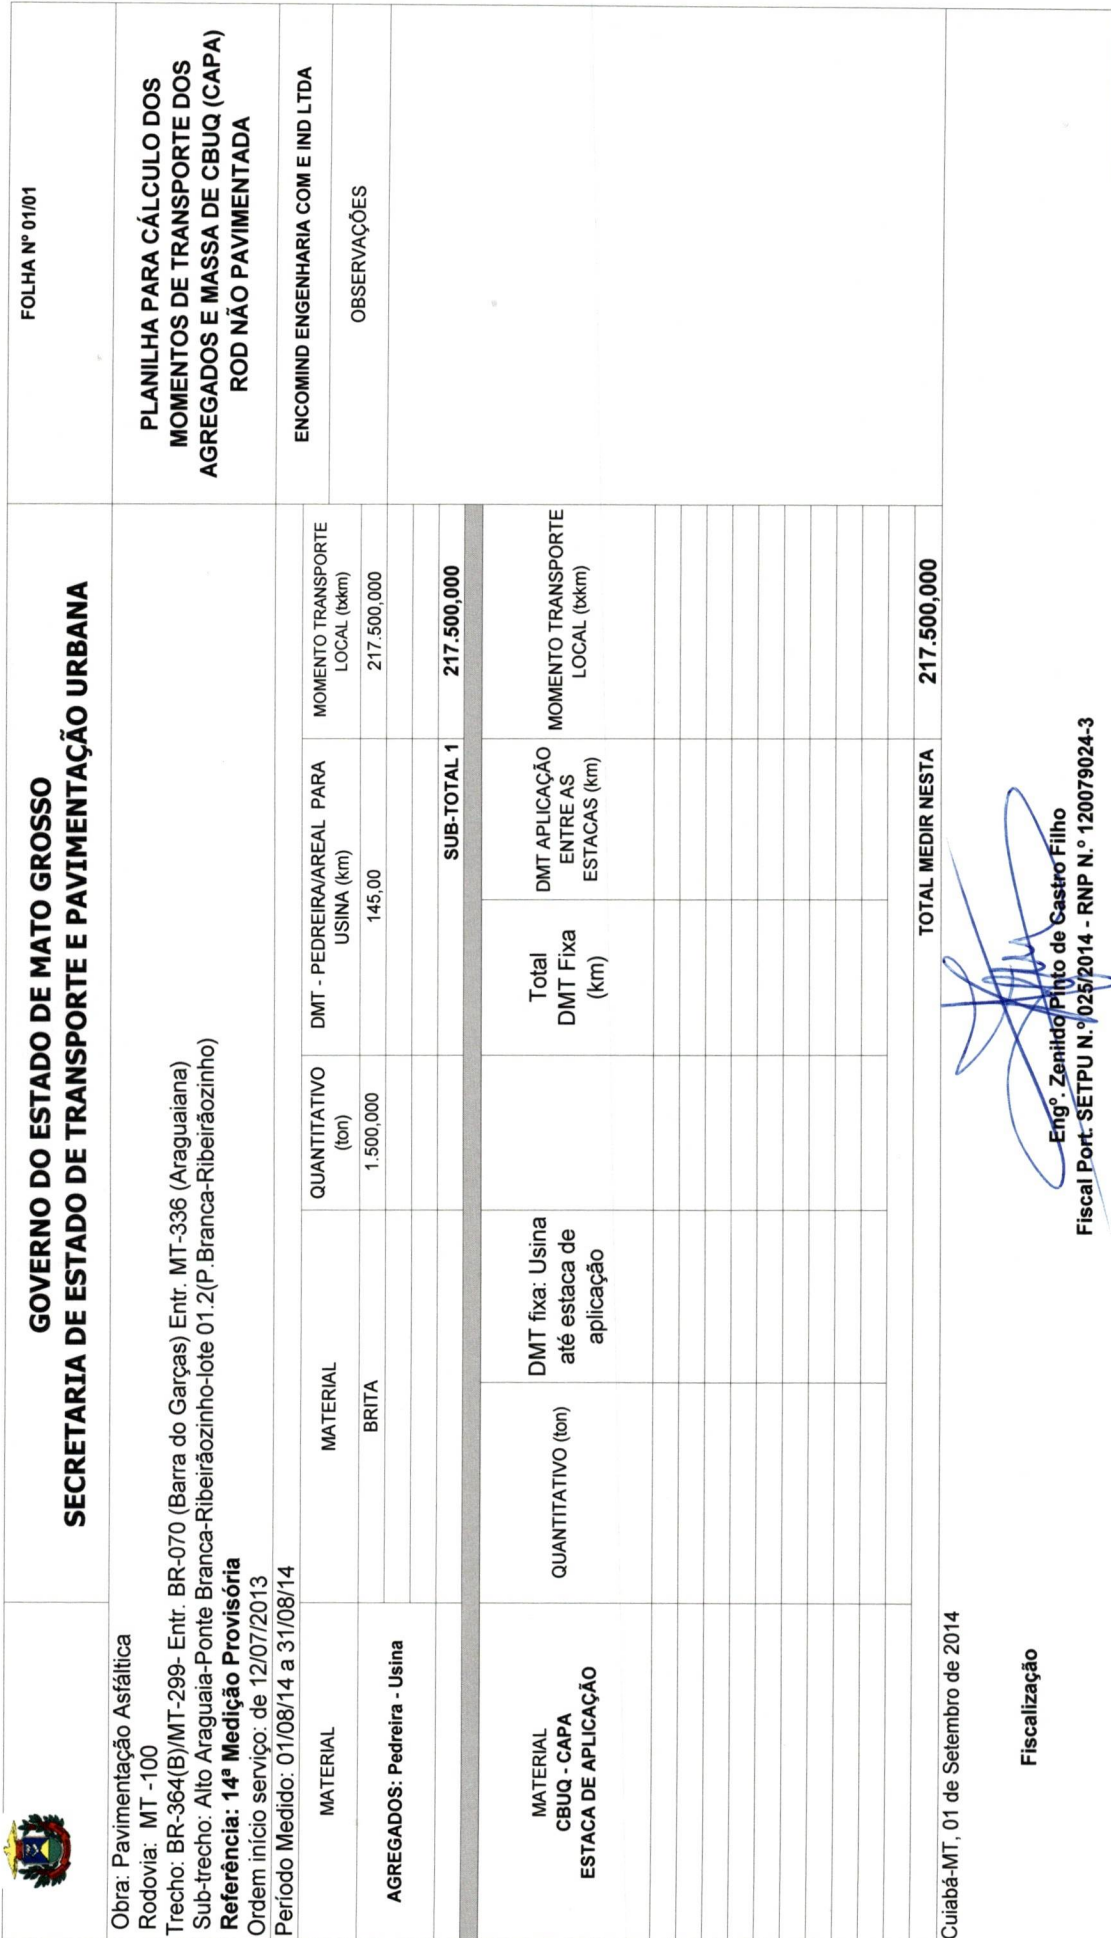 GOVERNO DO ESTADO DE MATO GROSSO
SECRETARIA DE ESTADO DE TRANSPORTE E PAVIMENTAÇÃO URBANA
FOLHA Nº 01/01
Obra: Pavimentação Asfáltica
Rodovia: MT -100
Trecho: BR-364(B)/MT-299- Entr. BR-070 (Barra do Garças) Entr. MT-336 (Araguaiana)
Sub-trecho: Alto Araguaia-Ponte Branca-Ribeirãozinho-lote 01.2(P.Branca-Ribeirãozinho)
Referência: 14ª Medição Provisória
Ordem início serviço: de 12/07/2013
Período Medido: 01/08/14 a 31/08/14
PLANILHA PARA CÁLCULO DOS
MOMENTOS DE TRANSPORTE DOS
AGREGADOS E MASSA DE CBUQ (CAPA)
ROD NÃO PAVIMENTADA
ENCOMIND ENGENHARIA COM E IND LTDA
MATERIAL
MATERIAL
QUANTITATIVO
(ton)
DMT - PEDREIRA/AREAL PARA
USINA (km)
MOMENTO TRANSPORTE
LOCAL (txkm)
OBSERVAÇÕES
AGREGADOS: Pedreira - Usina
BRITA
1.500,000
145,00
217.500,000
SUB-TOTAL 1
217.500,000
MATERIAL
CBUQ - CAPA
ESTACA DE APLICAÇÃO
QUANTITATIVO (ton)
DMT fixa: Usina
até estaca de
aplicação
Total
DMT Fixa
(km)
DMT APLICAÇÃO
ENTRE AS
ESTACAS (km)
MOMENTO TRANSPORTE
LOCAL (txkm)
TOTAL MEDIR NESTA
217.500,000
Cuiabá-MT, 01 de Setembro de 2014
Fiscalização
Engº. Zenildo Pinto de Castro Filho
Fiscal Port. SETPU N.º 025/2014 - RNP N.º 120079024-3